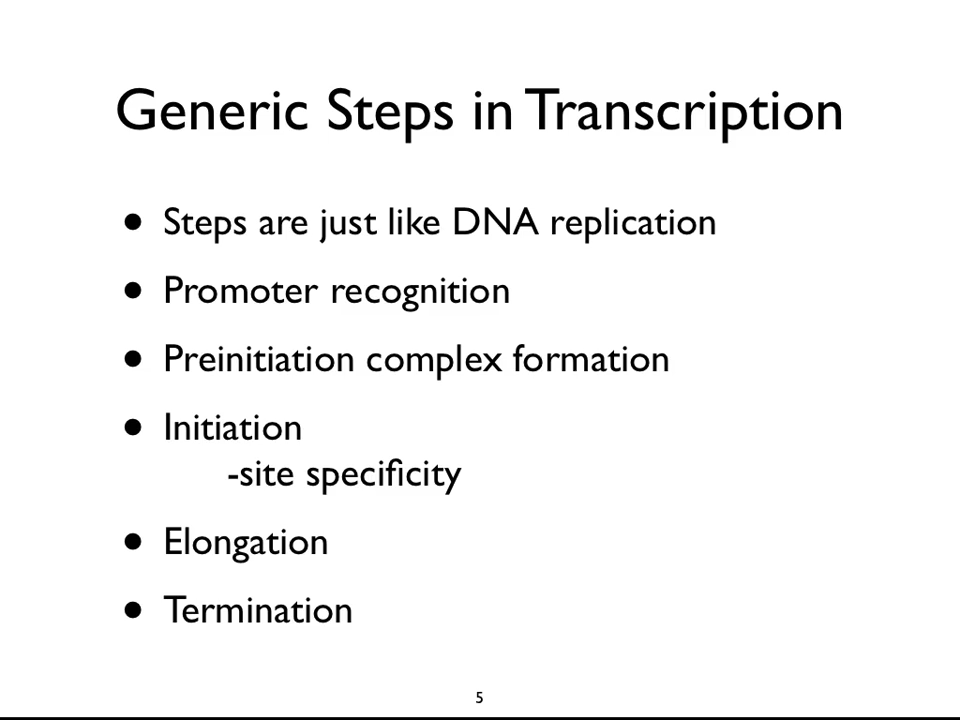 Generic Steps in Transcription
• Steps are just like DNA replication
• Promoter recognition
• Preinitiation complex formation
• Initiation
-site specificity
• Elongation
• Termination
5